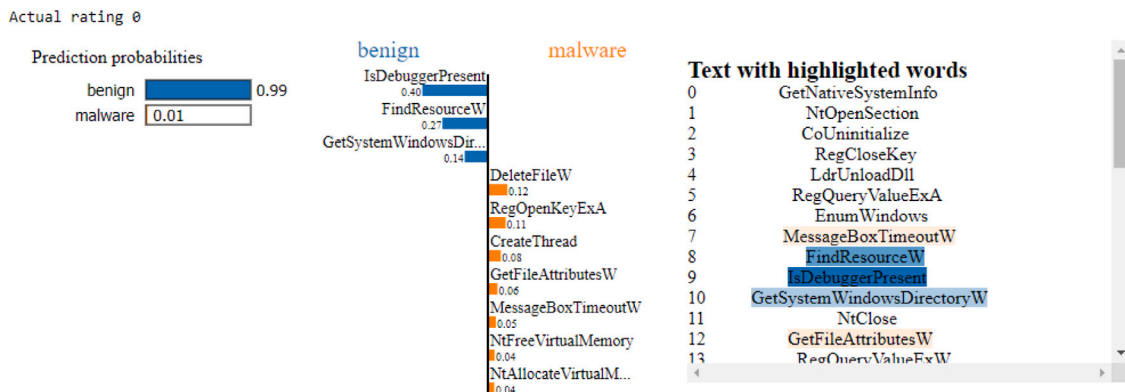 Actual rating 0
Prediction probabilities
benign 0.99
malware 0.01
benign malware
IsDebuggerPresent
0.40
FindResourceW
0.27
GetSystemWindowsDir...
0.14
DeleteFileW
0.12
RegOpenKeyExA
0.11
CreateThread
0.08
GetFileAttributesW
0.06
MessageBoxTimeoutW
0.05
NtFreeVirtualMemory
0.04
NtAllocateVirtualM...
0.04
Text with highlighted words
0 GetNativeSystemInfo
1 NtOpenSection
2 CoUninitialize
3 RegCloseKey
4 LdrUnloadDll
5 RegQueryValueExA
6 EnumWindows
7 MessageBoxTimeoutW
8 FindResourceW
9 IsDebuggerPresent
10 GetSystemWindowsDirectoryW
11 NtClose
12 GetFileAttributesW
13 RegQueryValueExW